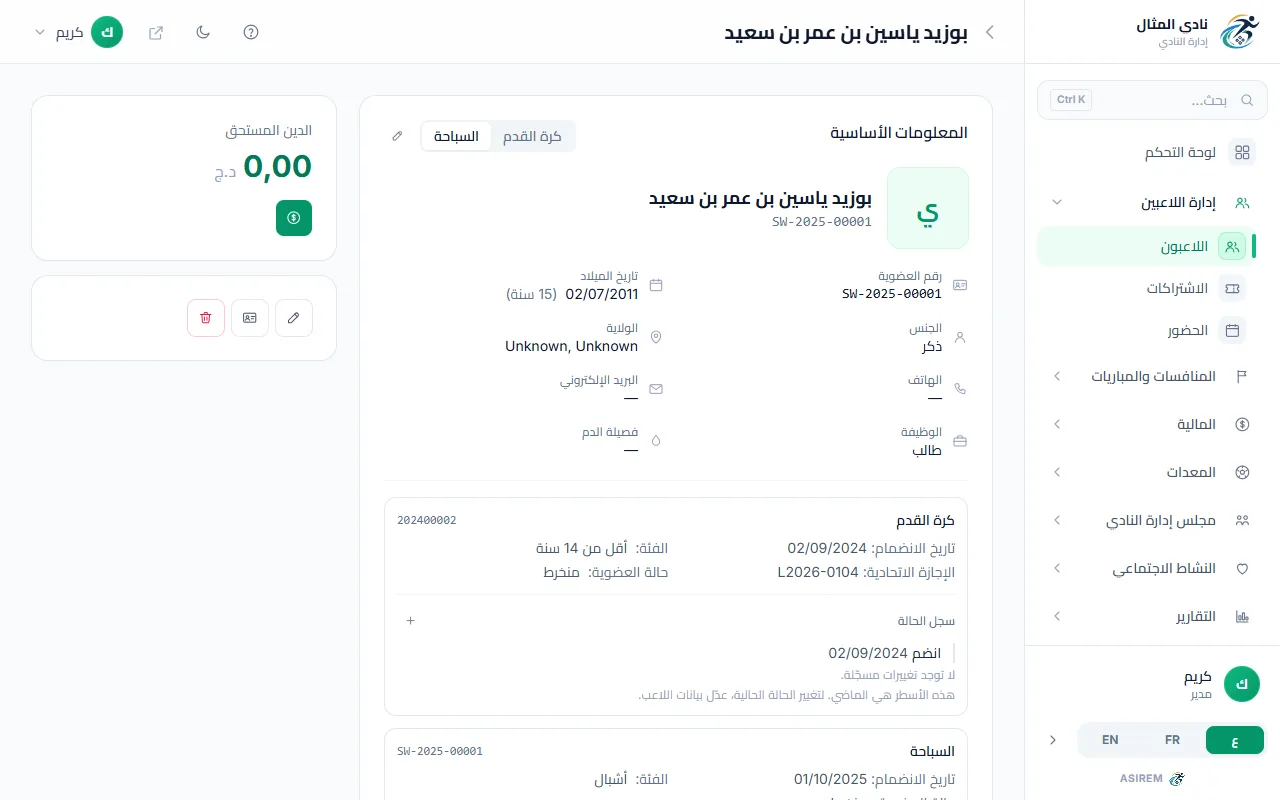 نادي المثال
إدارة النادي
بحث...
Ctrl K
لوحة التحكم
إدارة اللاعبين
اللاعبون
الاشتراكات
الحضور
المنافسات والمباريات
المالية
المعدات
مجلس إدارة النادي
النشاط الاجتماعي
التقارير
ك
كريم
مدير
ع
FR
EN
ASIREM
بوزيد ياسين بن عمر بن سعيد
ك
كريم
المعلومات الأساسية
كرة القدم
السباحة
ي
بوزيد ياسين بن عمر بن سعيد
SW-2025-00001
رقم العضوية
SW-2025-00001
تاريخ الميلاد
02/07/2011 (15 سنة)
الجنس
ذكر
الولاية
Unknown, Unknown
الهاتف
—
البريد الإلكتروني
—
الوظيفة
طالب
فصيلة الدم
—
كرة القدم
202400002
تاريخ الانضمام: 02/09/2024
الفئة: أقل من 14 سنة
الإجازة الاتحادية: L2026-0104
حالة العضوية: منخرط
سجل الحالة
+
انضم 02/09/2024
لا توجد تغييرات مسجّلة.
هذه الأسطر هي الماضي. لتغيير الحالة الحالية، عدّل بيانات اللاعب.
السباحة
SW-2025-00001
تاريخ الانضمام: 01/10/2025
الفئة: أشبال
الدين المستحق
0,00 د.ج